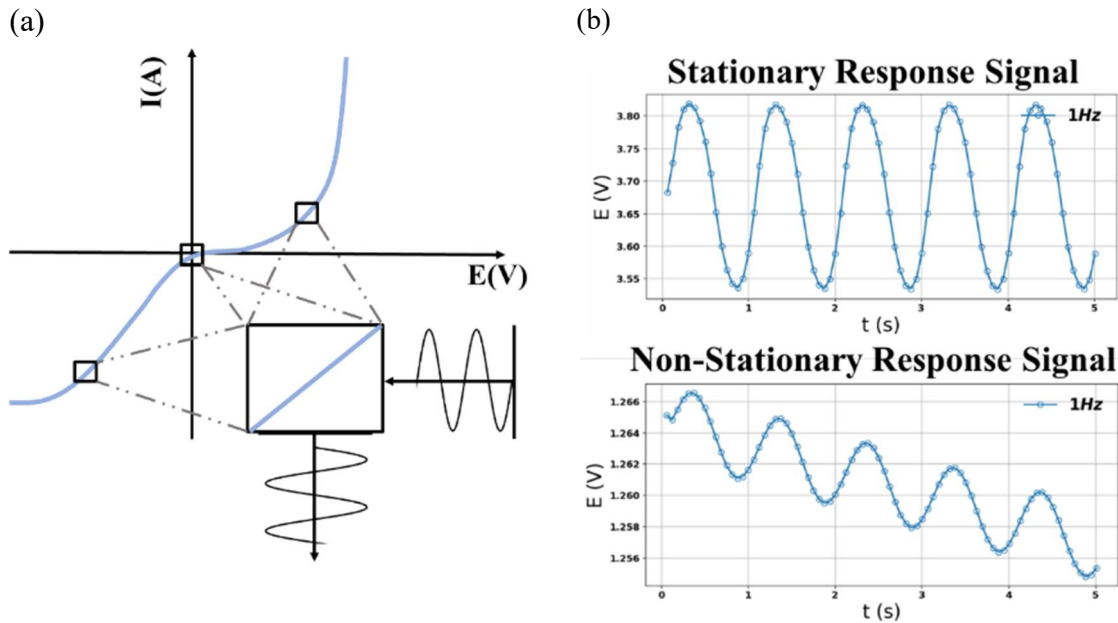 (a)
I(A)
E(V)
(b)
Stationary Response Signal
1Hz
3.80
3.75
3.70
3.65
3.60
3.55
E (V)
0 1 2 3 4 5
t (s)
Non-Stationary Response Signal
1Hz
1.266
1.264
1.262
1.260
1.258
1.256
E (V)
0 1 2 3 4 5
t (s)